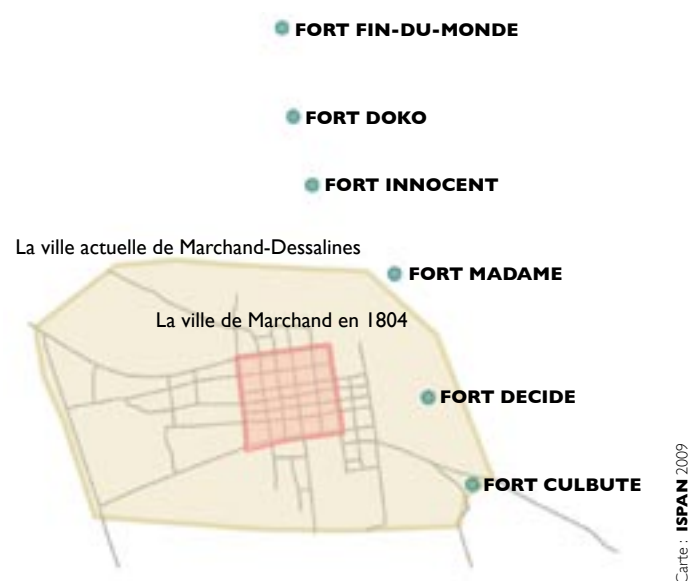 FORT FIN-DU-MONDE
FORT DOKO
FORT INNOCENT
La ville actuelle de Marchand-Dessalines
FORT MADAME
La ville de Marchand en 1804
FORT DECIDE
FORT CULBUTE
Carte : ISPAN 2009